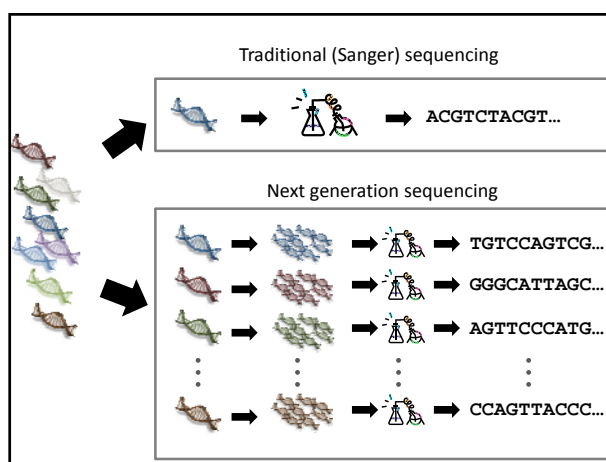 Traditional (Sanger) sequencing
ACGTCTACGT...
Next generation sequencing
TGTCCAGTCG...
GGGCATTAGC...
AGTTCCCATG...
CCAGTTACCC...